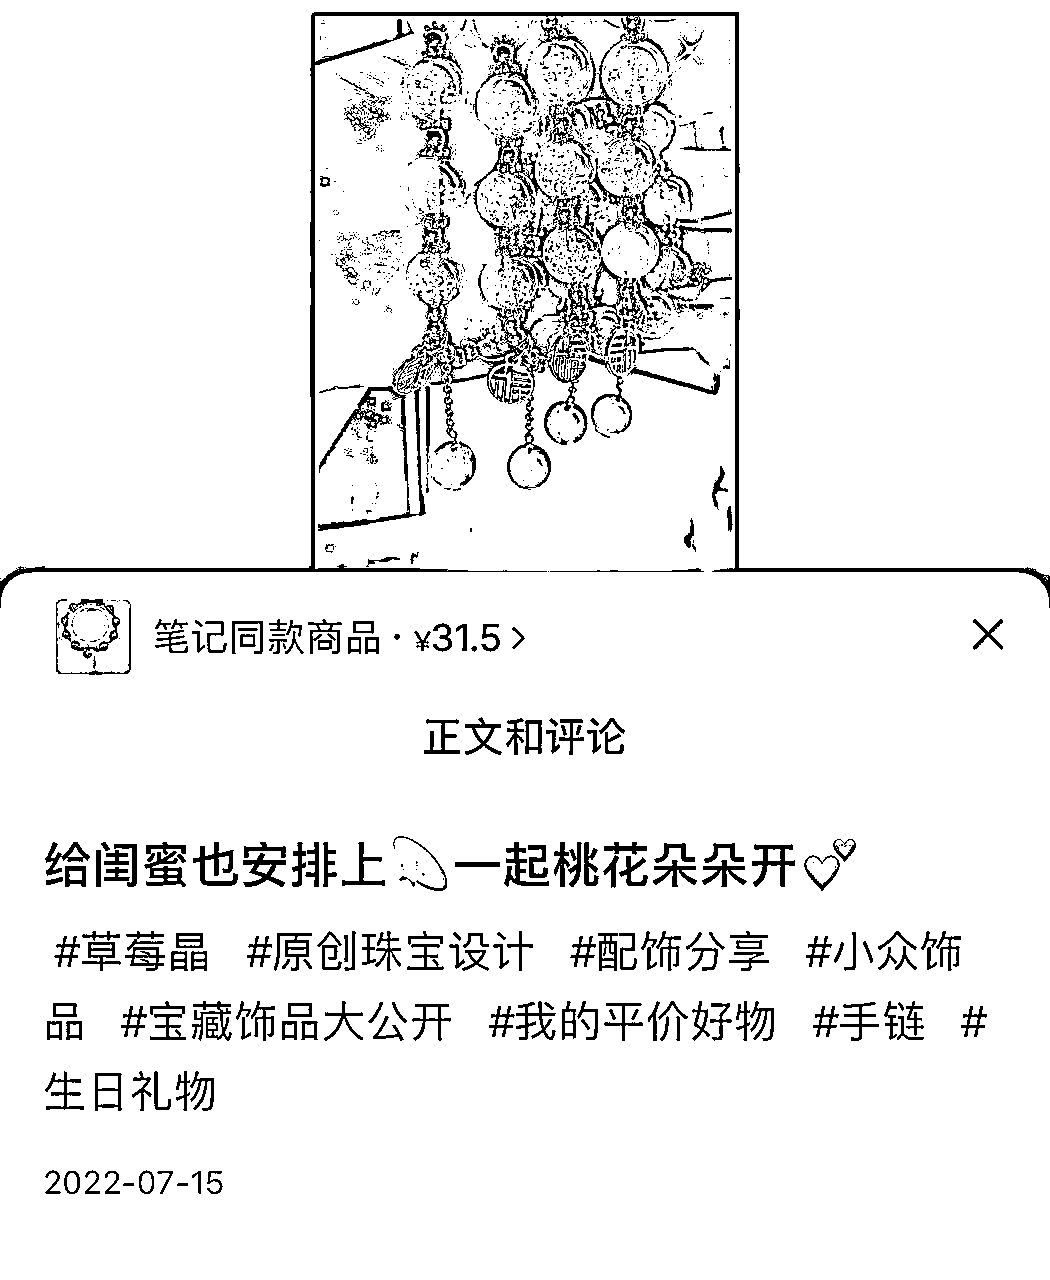 笔记同款商品 · ¥31.5 >
正文和评论
给闺蜜也安排上💫一起桃花朵朵开💕
#草莓晶 #原创珠宝设计 #配饰分享 #小众饰
品 #宝藏饰品大公开 #我的平价好物 #手链 #
生日礼物
2022-07-15